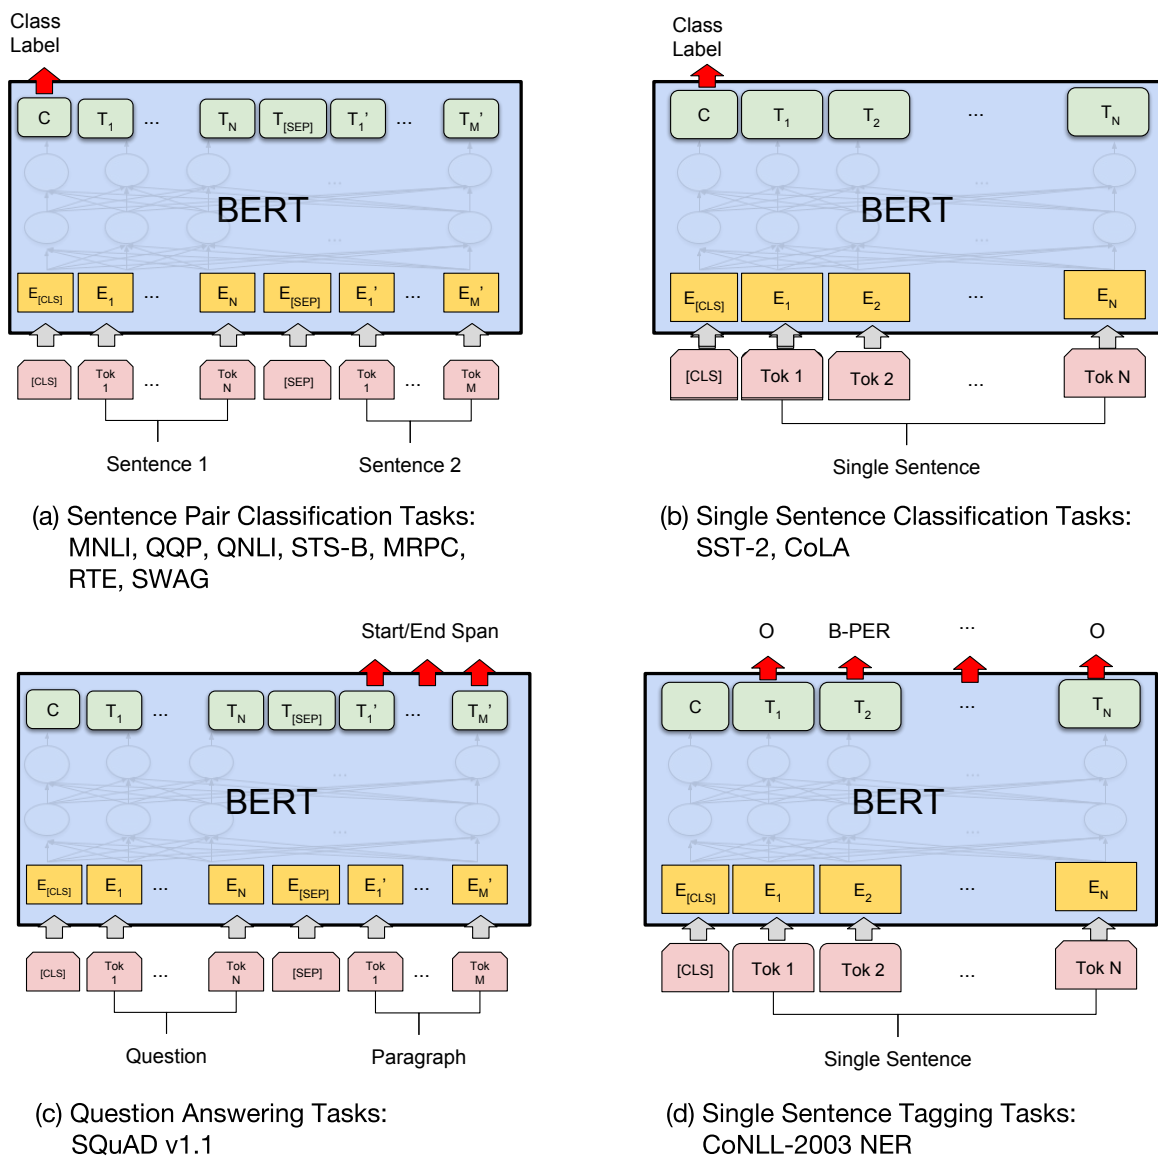 Class
Label
C T1 ... TN T[SEP] T1' ... TM'
...
BERT
...
E[CLS] E1 ... EN E[SEP] E1' ... EM'
[CLS] Tok 1 ... Tok N [SEP] Tok 1 ... Tok M
Sentence 1 Sentence 2
(a) Sentence Pair Classification Tasks:
MNLI, QQP, QNLI, STS-B, MRPC,
RTE, SWAG
Class
Label
C T1 T2 ... TN
...
BERT
...
E[CLS] E1 E2 ... EN
[CLS] Tok 1 Tok 2 ... Tok N
Single Sentence
(b) Single Sentence Classification Tasks:
SST-2, CoLA
Start/End Span
C T1 ... TN T[SEP] T1' ... TM'
...
BERT
...
E[CLS] E1 ... EN E[SEP] E1' ... EM'
[CLS] Tok 1 ... Tok N [SEP] Tok 1 ... Tok M
Question Paragraph
(c) Question Answering Tasks:
SQuAD v1.1
O B-PER ... O
C T1 T2 ... TN
...
BERT
...
E[CLS] E1 E2 ... EN
[CLS] Tok 1 Tok 2 ... Tok N
Single Sentence
(d) Single Sentence Tagging Tasks:
CoNLL-2003 NER